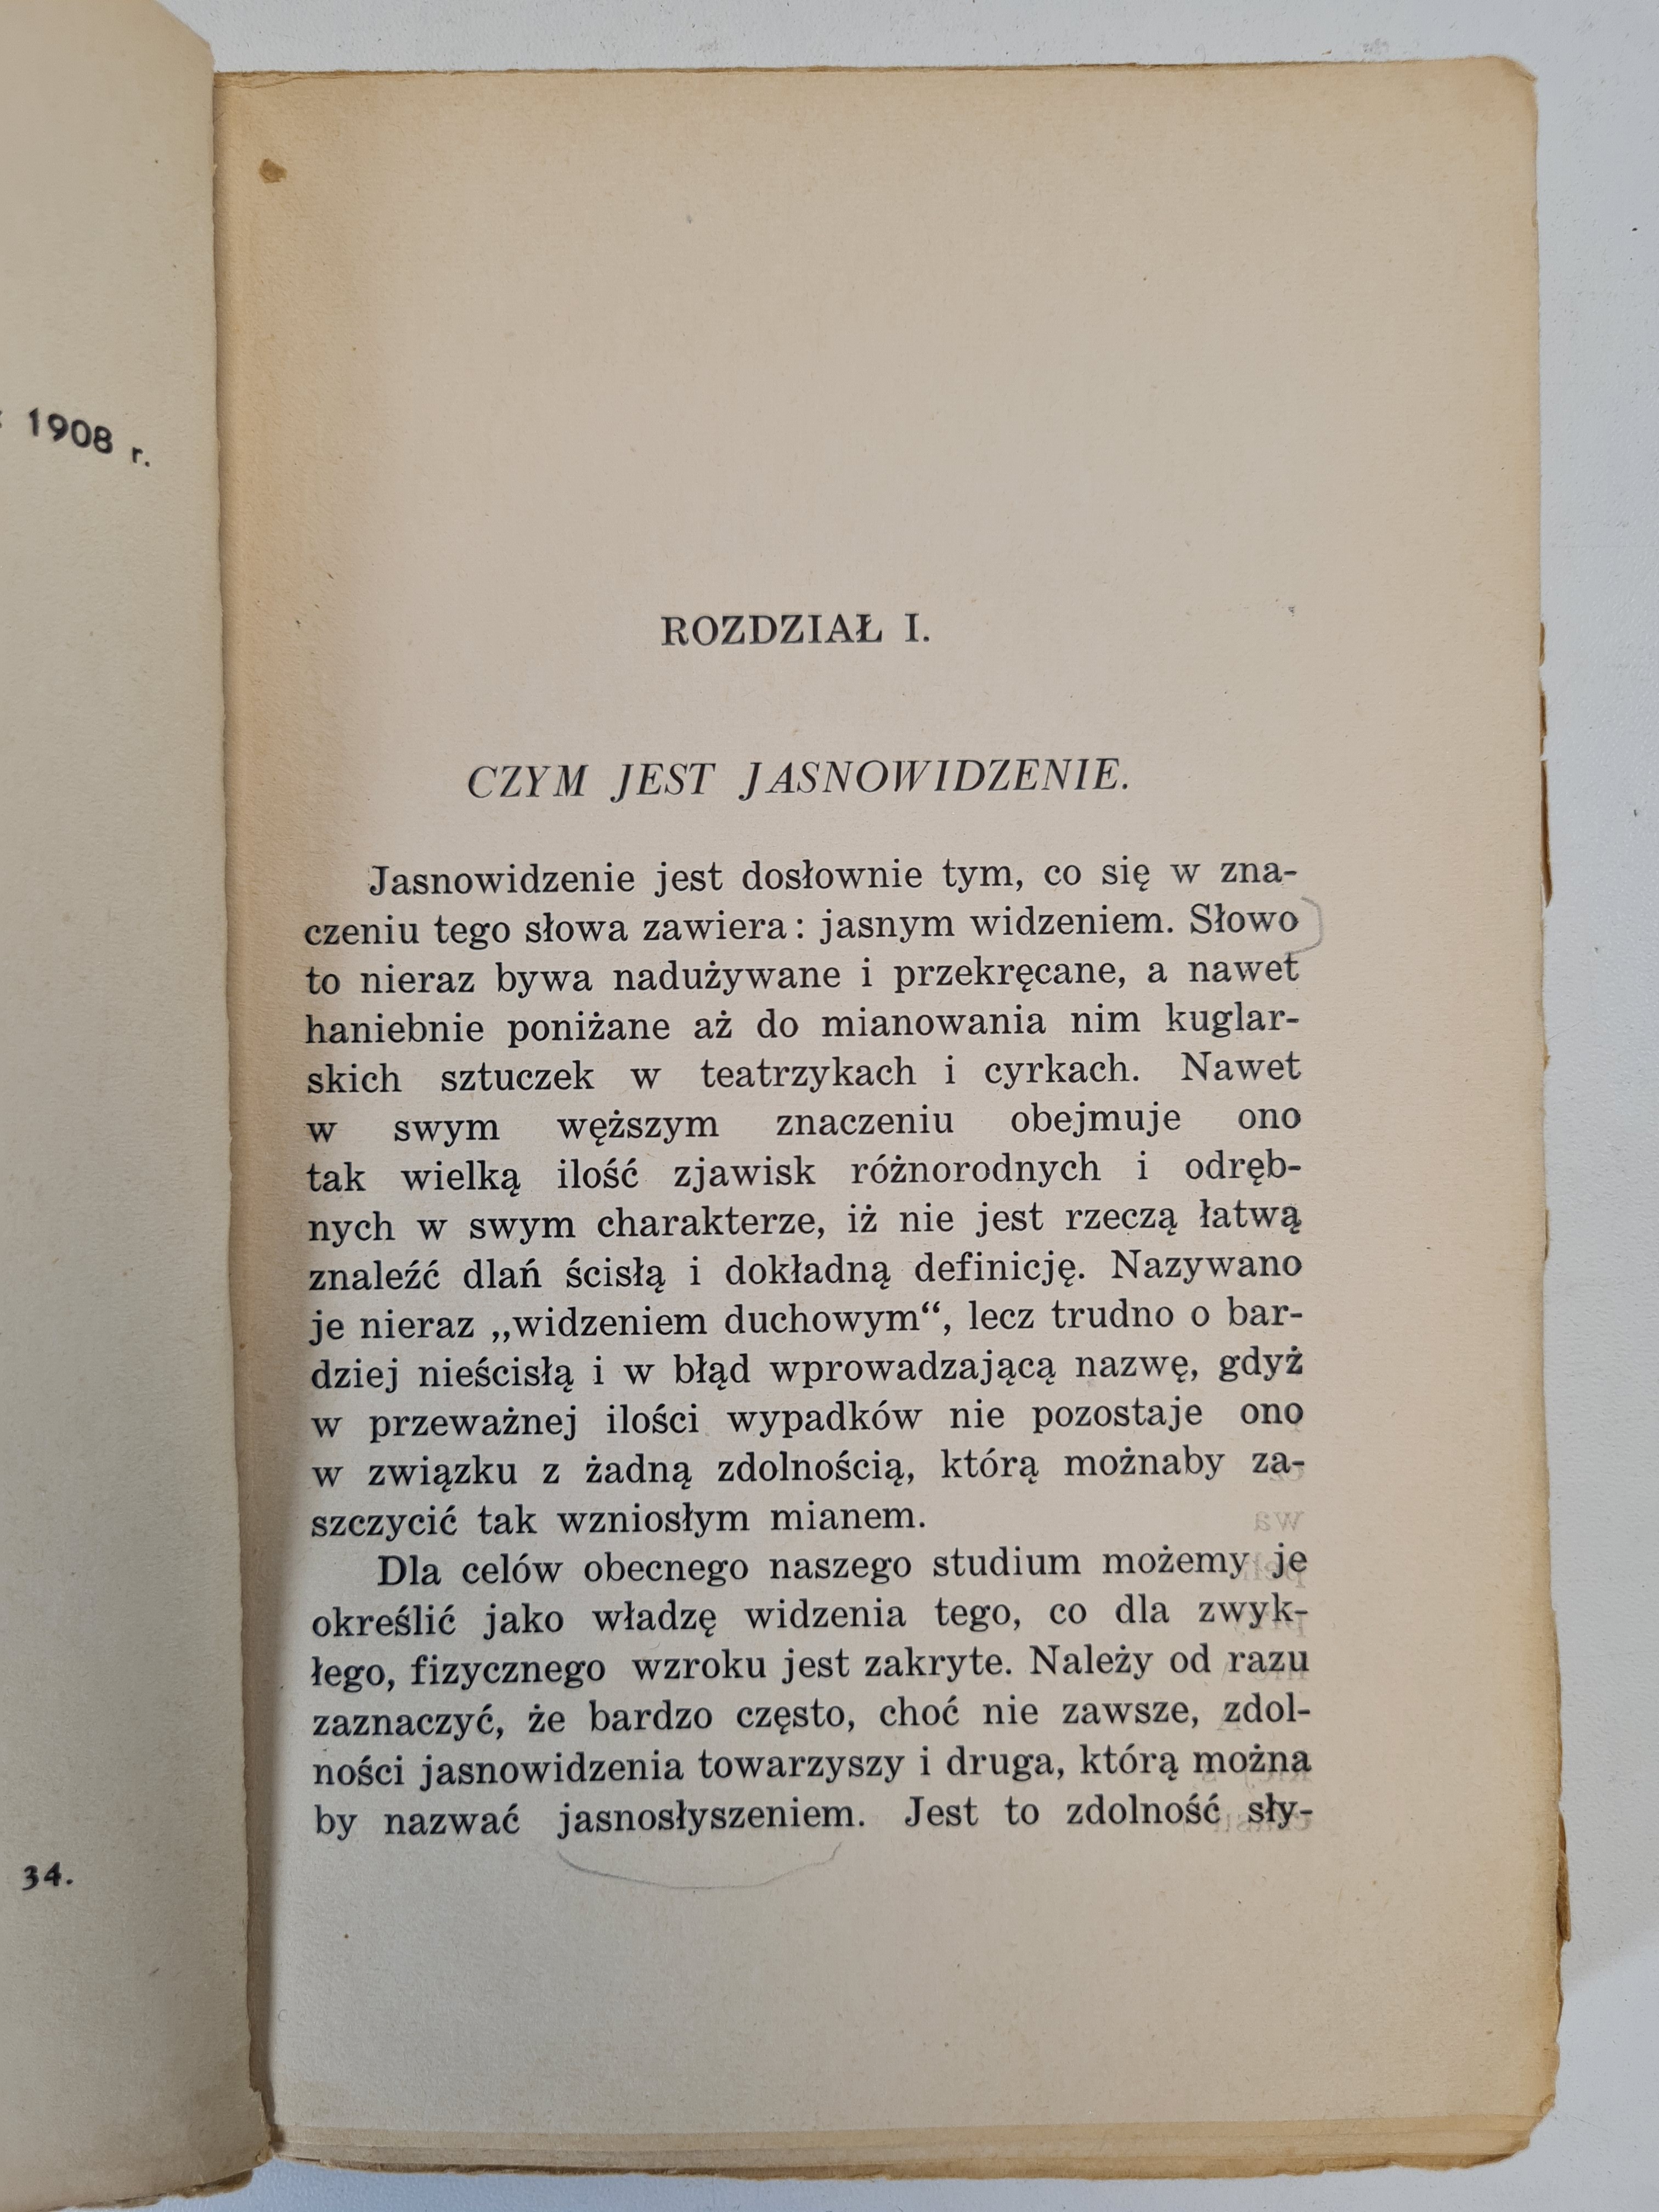 1908 r.
34.
ROZDZIAŁ I.
CZYM JEST JASNOWIDZENIE.
Jasnowidzenie jest dosłownie tym, co się w zna-
czeniu tego słowa zawiera: jasnym widzeniem. Słowo
to nieraz bywa nadużywane i przekręcane, a nawet
haniebnie poniżane aż do mianowania nim kuglar-
skich sztuczek w teatrzykach i cyrkach. Nawet
w swym węższym znaczeniu obejmuje ono
tak wielką ilość zjawisk różnorodnych i odręb-
nych w swym charakterze, iż nie jest rzeczą łatwą
znaleźć dlań ścisłą i dokładną definicję. Nazywano
je nieraz „widzeniem duchowym“, lecz trudno o bar-
dziej nieścisłą i w błąd wprowadzającą nazwę, gdyż
w przeważnej ilości wypadków nie pozostaje ono
w związku z żadną zdolnością, którą możnaby za-
szczycić tak wzniosłym mianem.
Dla celów obecnego naszego studium możemy je
określić jako władzę widzenia tego, co dla zwyk-
łego, fizycznego wzroku jest zakryte. Należy od razu
zaznaczyć, że bardzo często, choć nie zawsze, zdol-
ności jasnowidzenia towarzyszy i druga, którą można
by nazwać jasnosłyszeniem. Jest to zdolność sły-